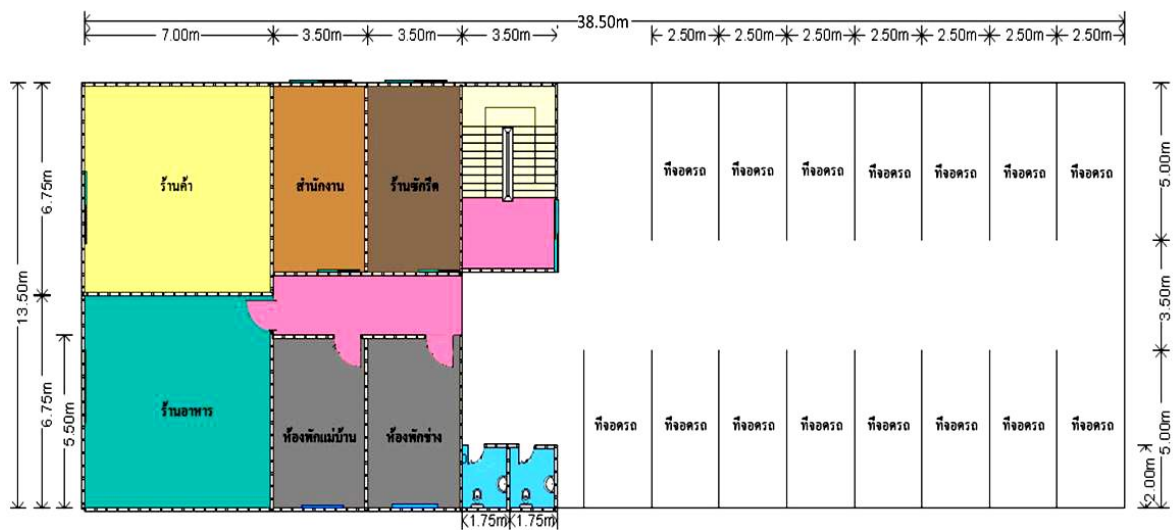 38.50m
7.00m 3.50m 3.50m 3.50m 2.50m 2.50m 2.50m 2.50m 2.50m 2.50m 2.50m
13.50m
6.75m
6.75m
5.50m
ร้านค้า สำนักงาน ร้านซักรีด ที่จอดรถ ที่จอดรถ ที่จอดรถ ที่จอดรถ ที่จอดรถ ที่จอดรถ ที่จอดรถ
5.00m
3.50m
ร้านอาหาร ห้องพักแม่บ้าน ห้องพักช่าง ที่จอดรถ ที่จอดรถ ที่จอดรถ ที่จอดรถ ที่จอดรถ ที่จอดรถ ที่จอดรถ ที่จอดรถ
5.00m
2.00m
1.75m 1.75m